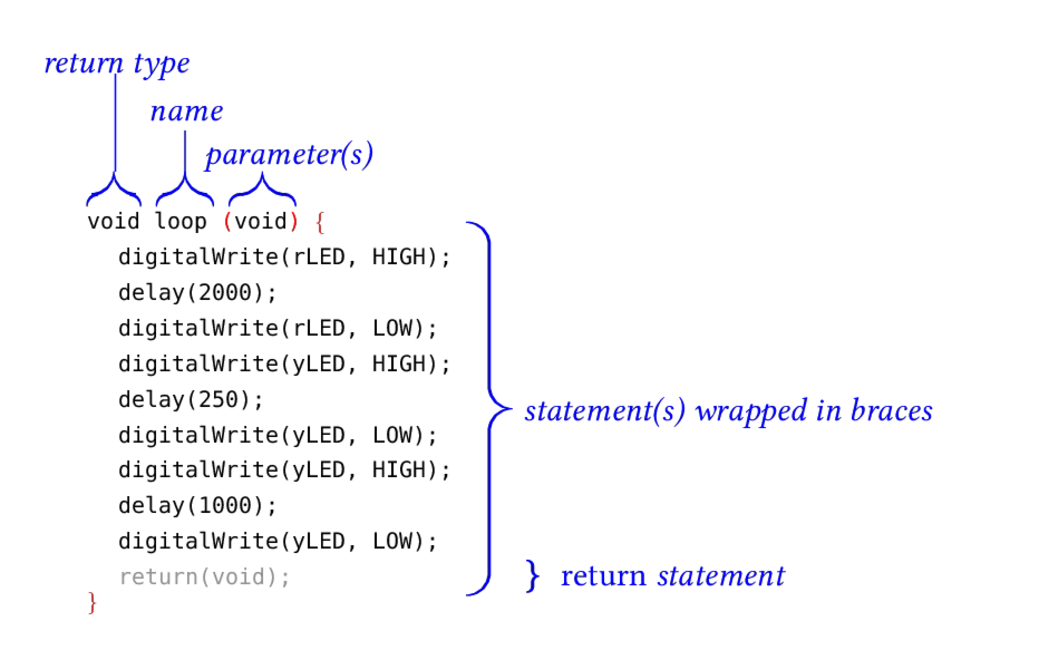 return type
name
parameter(s)
void loop (void) {
digitalWrite(rLED, HIGH);
delay(2000);
digitalWrite(rLED, LOW);
digitalWrite(yLED, HIGH);
delay(250);
digitalWrite(yLED, LOW);
digitalWrite(yLED, HIGH);
delay(1000);
digitalWrite(yLED, LOW);
return(void);
}
statement(s) wrapped in braces
} return statement